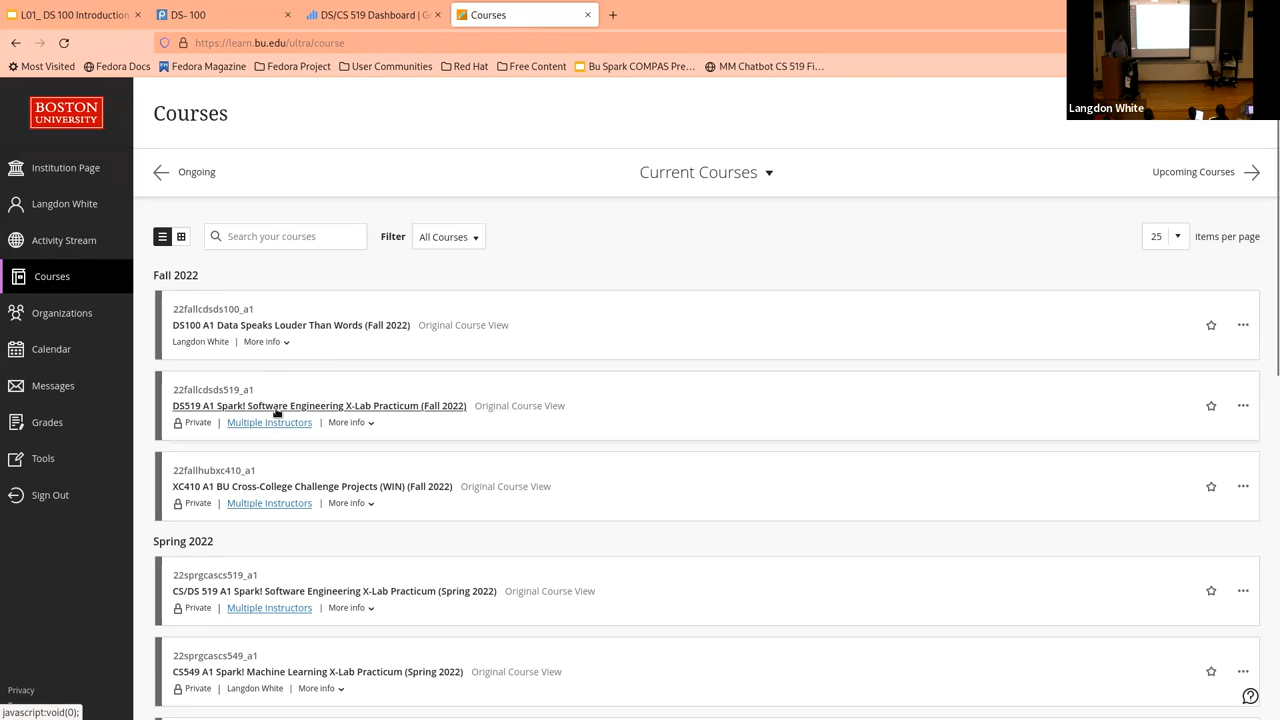 L01_ DS 100 Introduction
DS- 100
DS/CS 519 Dashboard | G
Courses
https://learn.bu.edu/ultra/course
Most Visited Fedora Docs Fedora Magazine Fedora Project User Communities Red Hat Free Content Bu Spark COMPAS Pre… MM Chatbot CS 519 Fi…
Langdon White
BOSTON
UNIVERSITY
Institution Page
Langdon White
Activity Stream
Courses
Organizations
Calendar
Messages
Grades
Tools
Sign Out
Privacy
javascript:void(0);
Courses
Ongoing
Current Courses
Upcoming Courses
Search your courses
Filter
All Courses
25
items per page
Fall 2022
22fallcdsds100_a1
DS100 A1 Data Speaks Louder Than Words (Fall 2022) Original Course View
Langdon White | More info
22fallcdsds519_a1
DS519 A1 Spark! Software Engineering X-Lab Practicum (Fall 2022) Original Course View
Private | Multiple Instructors | More info
22fallhubxc410_a1
XC410 A1 BU Cross-College Challenge Projects (WIN) (Fall 2022) Original Course View
Private | Multiple Instructors | More info
Spring 2022
22sprgcascs519_a1
CS/DS 519 A1 Spark! Software Engineering X-Lab Practicum (Spring 2022) Original Course View
Private | Multiple Instructors | More info
22sprgcascs549_a1
CS549 A1 Spark! Machine Learning X-Lab Practicum (Spring 2022) Original Course View
Private | Langdon White | More info